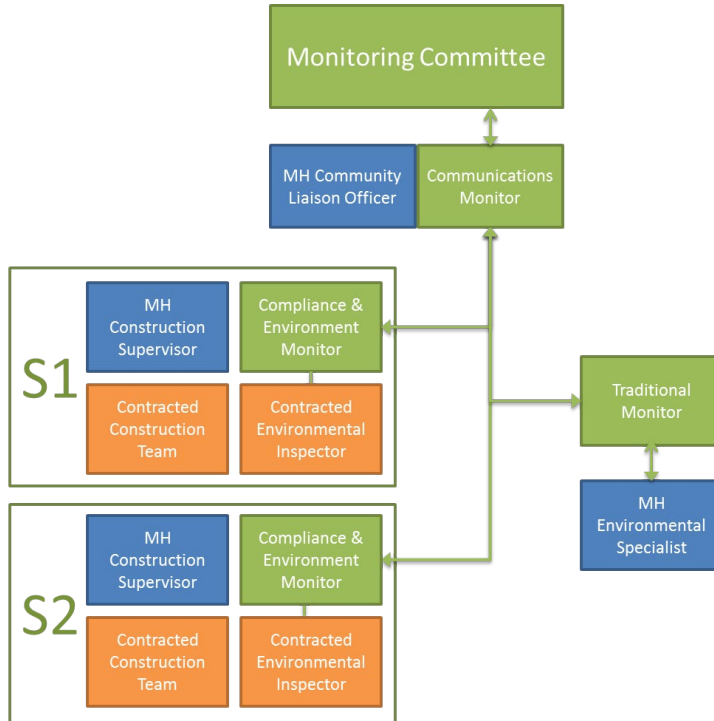 Monitoring Committee
MH Community
Liaison Officer
Communications
Monitor
S1
MH
Construction
Supervisor
Compliance &
Environment
Monitor
Contracted
Construction
Team
Contracted
Environmental
Inspector
Traditional
Monitor
MH
Environmental
Specialist
S2
MH
Construction
Supervisor
Compliance &
Environment
Monitor
Contracted
Construction
Team
Contracted
Environmental
Inspector